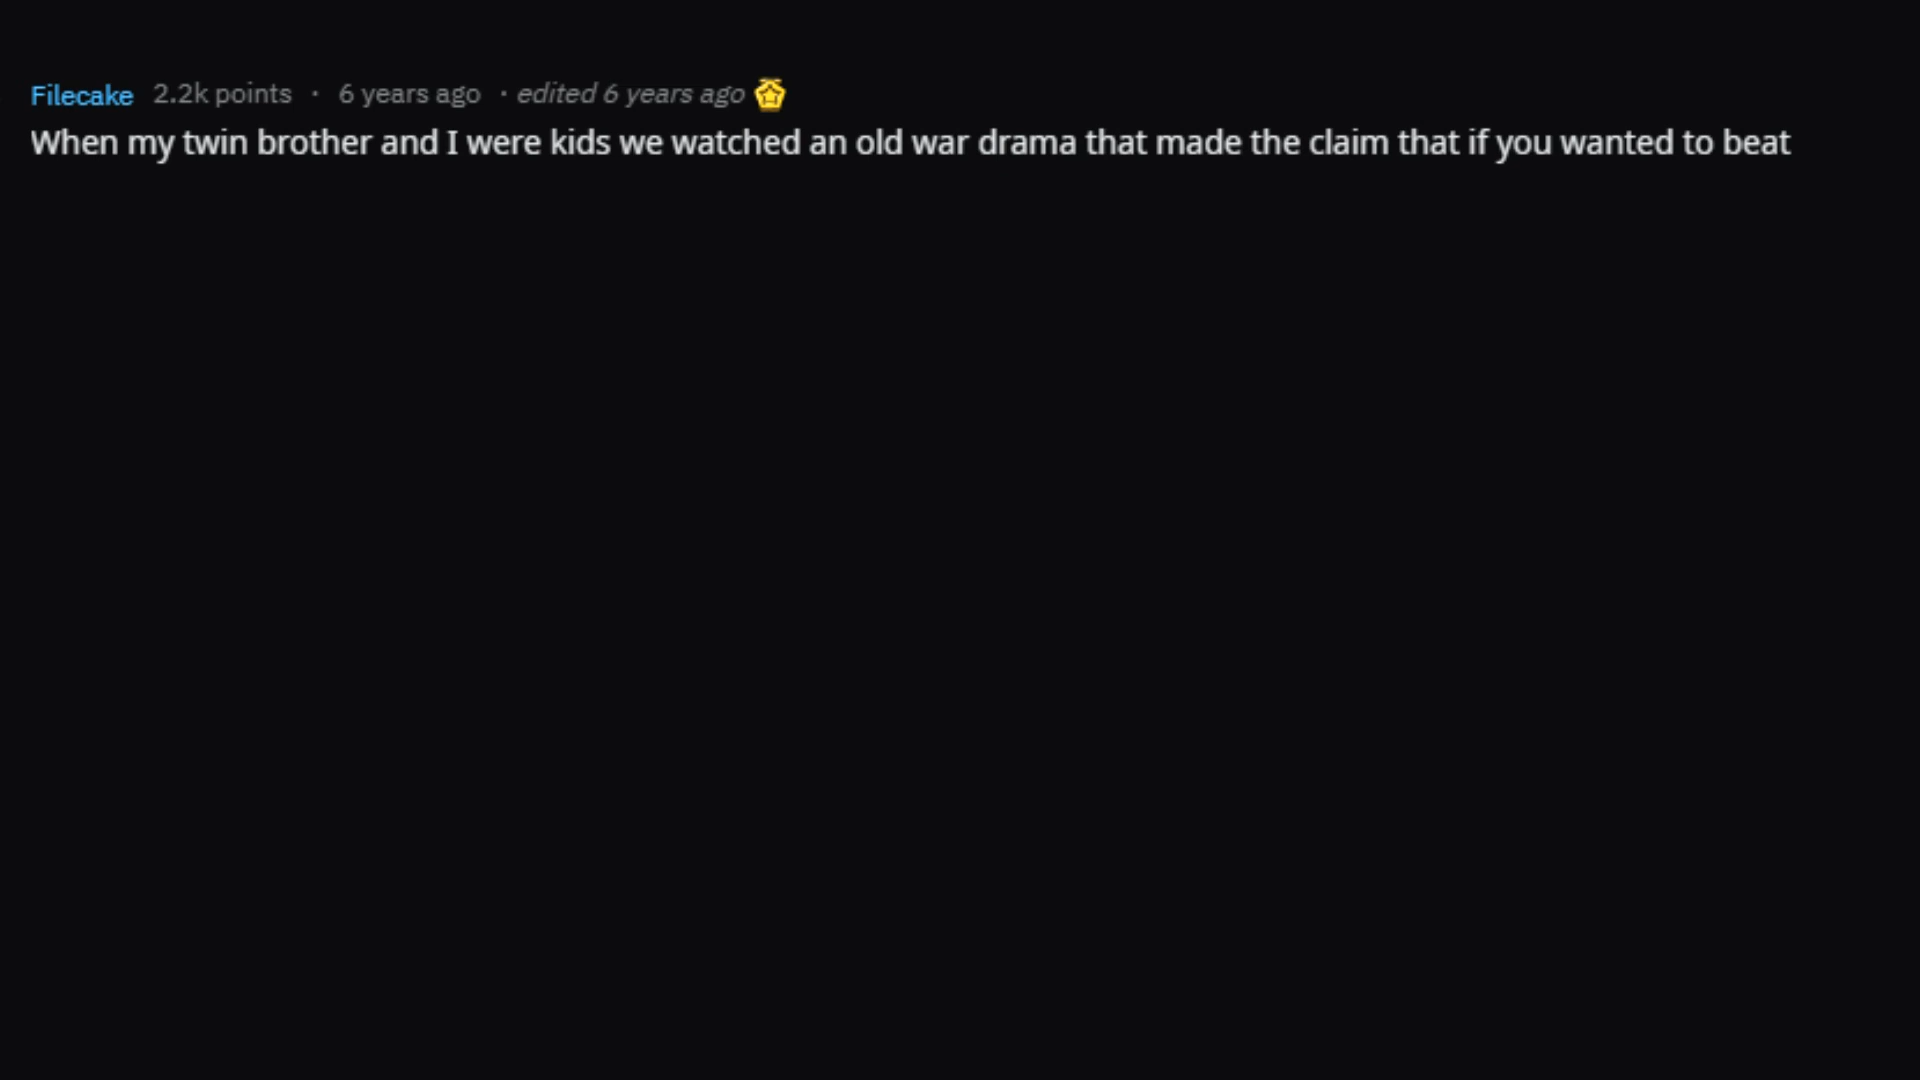 Filecake 2.2k points · 6 years ago · edited 6 years ago
When my twin brother and I were kids we watched an old war drama that made the claim that if you wanted to beat